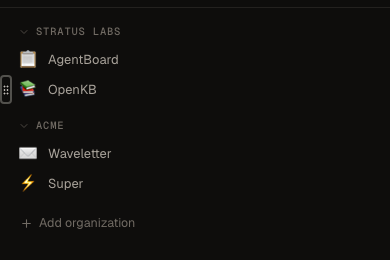 STRATUS LABS
AgentBoard
OpenKB
ACME
Waveletter
Super
+ Add organization